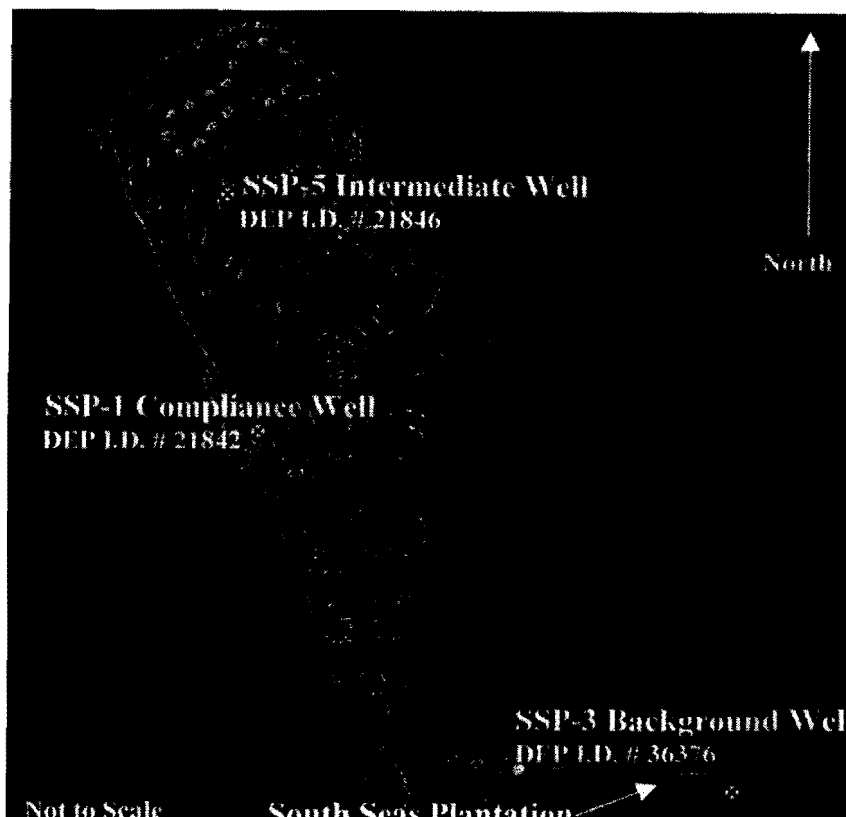 SSP-5 Intermediate Well
DEP I.D. # 21846
North
SSP-1 Compliance Well
DEP I.D. # 21842
SSP-3 Background Wel
DEP I.D. # 36376
Not to Scale
South Seas Plantation